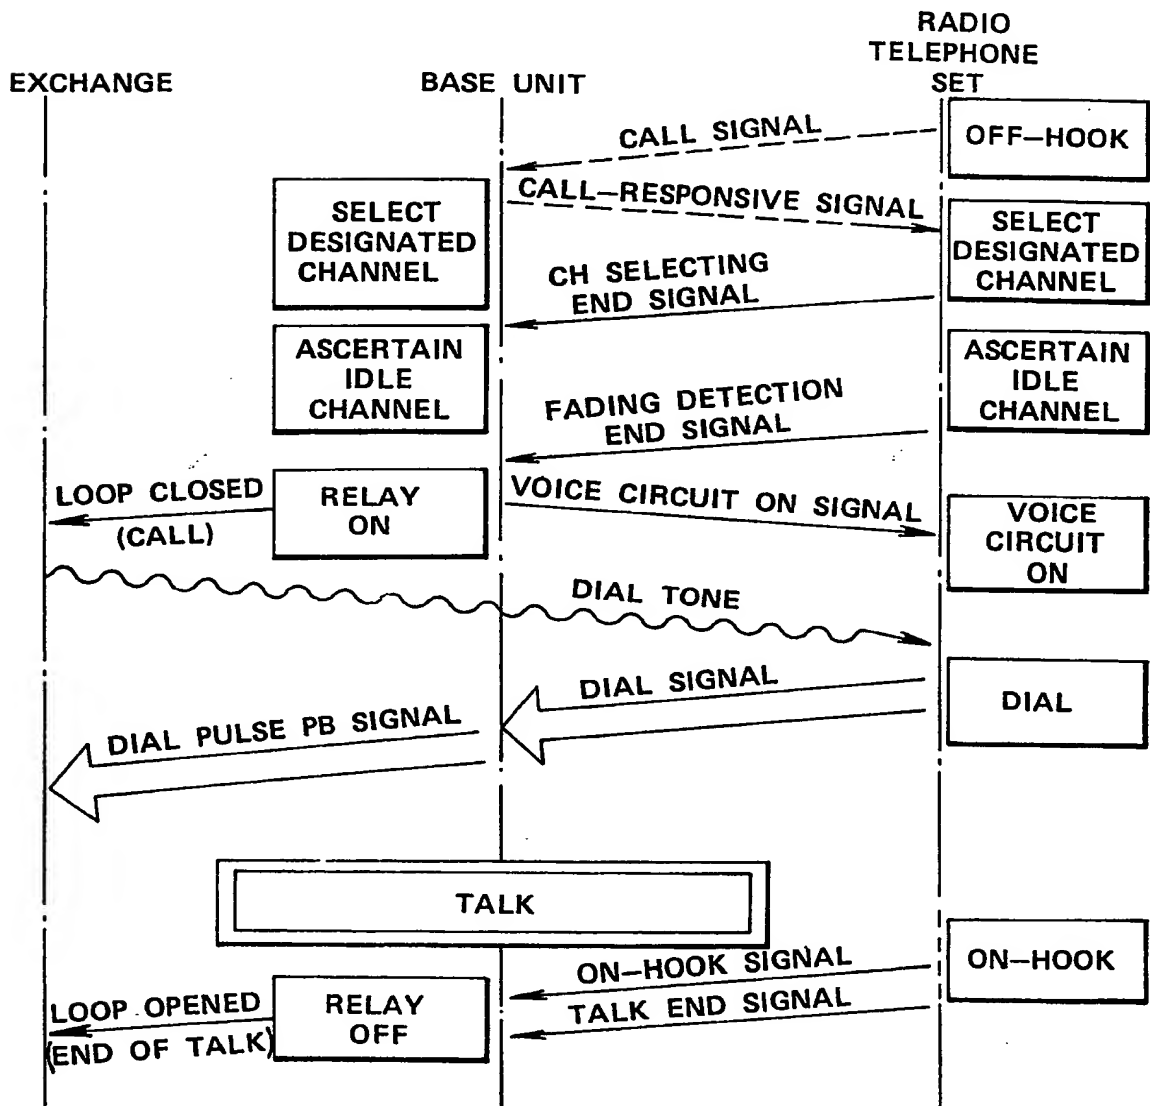 RADIO
TELEPHONE
SET
EXCHANGE
BASE UNIT
CALL SIGNAL
OFF—HOOK
CALL—RESPONSIVE SIGNAL
SELECT
DESIGNATED
CHANNEL
SELECT
DESIGNATED
CHANNEL
CH SELECTING
END SIGNAL
ASCERTAIN
IDLE
CHANNEL
ASCERTAIN
IDLE
CHANNEL
FADING DETECTION
END SIGNAL
LOOP CLOSED
(CALL)
RELAY
ON
VOICE CIRCUIT ON SIGNAL
VOICE
CIRCUIT
ON
DIAL TONE
DIAL SIGNAL
DIAL
DIAL PULSE PB SIGNAL
TALK
ON—HOOK SIGNAL
ON—HOOK
TALK END SIGNAL
LOOP OPENED
(END OF TALK)
RELAY
OFF